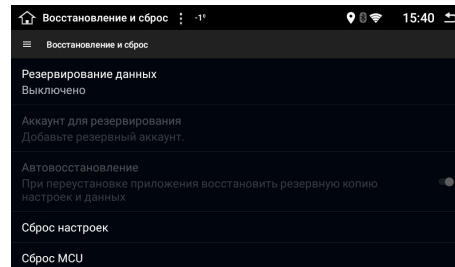 Восстановление и сброс -1° 15:40
Восстановление и сброс
Резервирование данных
Выключено
Аккаунт для резервирования
Добавьте резервный аккаунт.
Автовосстановление
При переустановке приложения восстановить резервную копию
настроек и данных
Сброс настроек
Сброс MCU